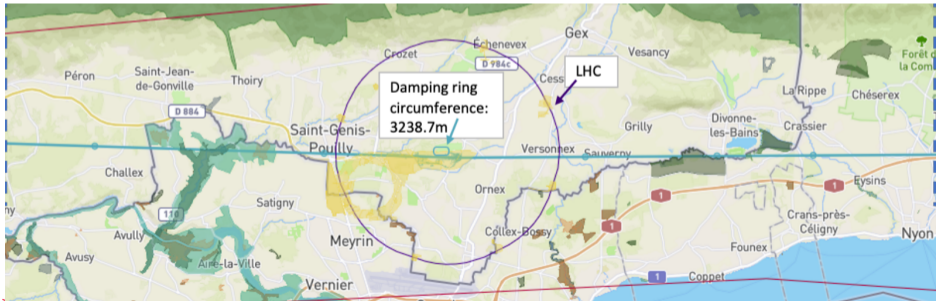 Gex
Échenevex
Crozet
Vesancy
Forêt d
la Com
D 984c
LHC
Cess
Péron
Saint-Jean-
de-Gonville
Thoiry
Damping ring
circumference:
3238.7m
La Rippe
Chéserex
D 884
Divonne-
les-Bains
Crassier
Grilly
Saint-Genis-
Pouilly
Versonnex
Sauverny
Challex
Ornex
Eysins
1
1
Satigny
ny
110
Crans-près-
Céligny
Avully
Meyrin
Collex-Bossy
Nyon
Founex
Avusy
Aire-la-Ville
Vernier
1
Coppet